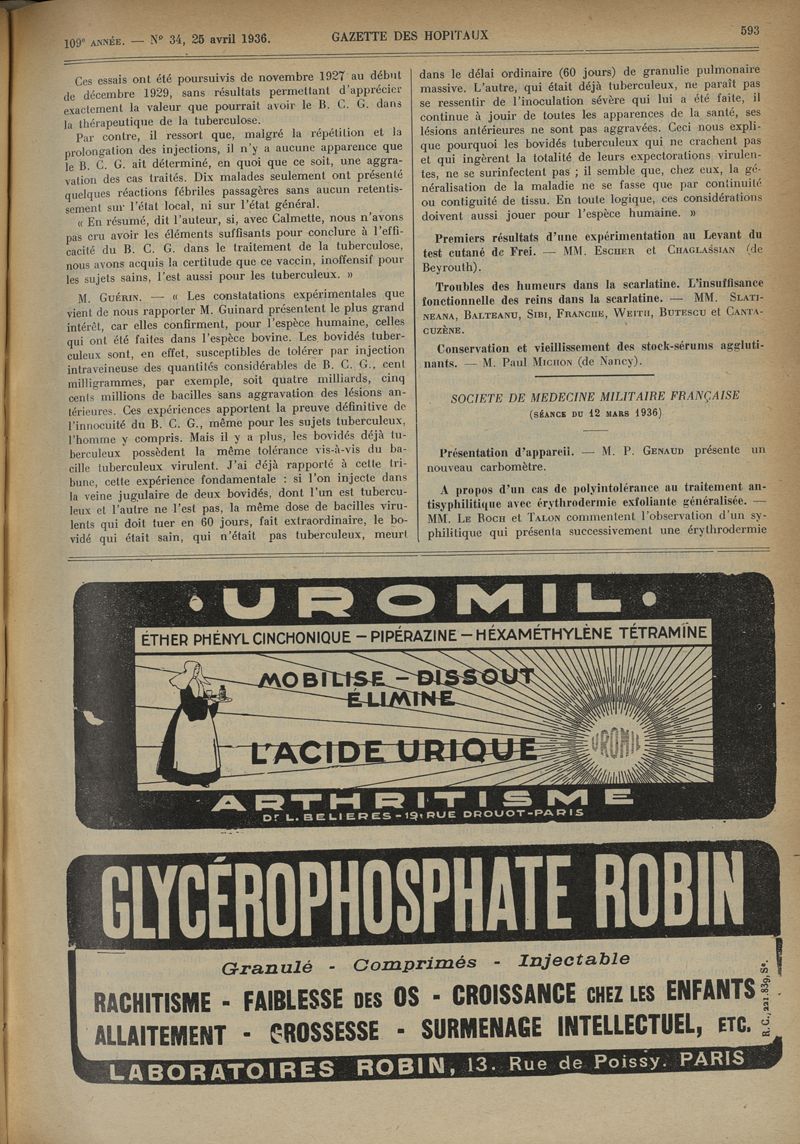 109e ANNÉE. — N° 34, 25 avril 1936.
GAZETTE DES HOPITAUX
593
Ces essais ont été poursuivis de novembre 1927 au début
de décembre 1929, sans résultats permettant d'apprécier
exactement la valeur que pourrait avoir le B. C. G. dans
la thérapeutique de la tuberculose.
Par contre, il ressort que, malgré la répétition et la
prolongation des injections, il n'y a aucune apparence que
le B. C. G. ait déterminé, en quoi que ce soit, une aggra-
vation des cas traités. Dix malades seulement ont présenté
quelques réactions fébriles passagères sans aucun retentis-
sement sur l'état local, ni sur l'état général.
« En résumé, dit l'auteur, si, avec Calmette, nous n'avons
pas cru avoir les éléments suffisants pour conclure à l'effi-
cacité du B. C. G. dans le traitement de la tuberculose,
nous avons acquis la certitude que ce vaccin, inoffensif pour
les sujets sains, l'est aussi pour les tuberculeux. »
M. GUÉRIN. — « Les constatations expérimentales que
vient de nous rapporter M. Guinard présentent le plus grand
intérêt, car elles confirment, pour l'espèce humaine, celles
qui ont été faites dans l'espèce bovine. Les bovidés tuber-
culeux sont, en effet, susceptibles de tolérer par injection
intraveineuse des quantités considérables de B. C. G., cent
milligrammes, par exemple, soit quatre milliards, cinq
cents millions de bacilles sans aggravation des lésions an-
térieures. Ces expériences apportent la preuve définitive de
l'innocuité du B. C. G., même pour les sujets tuberculeux,
l'homme y compris. Mais il y a plus, les bovidés déjà tu-
berculeux possèdent la même tolérance vis-à-vis du ba-
cille tuberculeux virulent. J'ai déjà rapporté à cette tri-
bune, cette expérience fondamentale : si l'on injecte dans
la veine jugulaire de deux bovidés, dont l'un est tubercu-
leux et l'autre ne l'est pas, la même dose de bacilles viru-
lents qui doit tuer en 60 jours, fait extraordinaire, le bo-
vidé qui était sain, qui n'était pas tuberculeux, meurt
dans le délai ordinaire (60 jours) de granulie pulmonaire
massive. L'autre, qui était déjà tuberculeux, ne paraît pas
se ressentir de l'inoculation sévère qui lui a été faite, il
continue à jouir de toutes les apparences de la santé, ses
lésions antérieures ne sont pas aggravées. Ceci nous expli-
que pourquoi les bovidés tuberculeux qui ne crachent pas
et qui ingèrent la totalité de leurs expectorations virulen-
tes, ne se surinfectent pas ; il semble que, chez eux, la gé-
néralisation de la maladie ne se fasse que par continuité
ou contiguité de tissu. En toute logique, ces considérations
doivent aussi jouer pour l'espèce humaine. »
Premiers résultats d'une expérimentation au Levant du
test cutané de Frei. — MM. ESCHER et CHAGLASSIAN (de
Beyrouth).
Troubles des humeurs dans la scarlatine. L'insuffisance
fonctionnelle des reins dans la scarlatine. — MM. SLATI-
NEANA, BALTEANU, SIBI, FRANCHE, WEITH, BUTESCU et CANTA-
CUZÈNE.
Conservation et vieillissement des stock-sérums aggluti-
nants. — M. Paul MICHON (de Nancy).
SOCIETE DE MEDECINE MILITAIRE FRANÇAISE
(SÉANCE DU 12 MARS 1936)
Présentation d'appareil. — M. P. GENAUD présente un
nouveau carbomètre.
A propos d'un cas de polyintolérance au traitement an-
tisyphilitique avec érythrodermie exfoliante généralisée. —
MM. LE ROCH et TALON commentent l'observation d'un sy-
philitique qui présenta successivement une érythrodermie
UROMIL
ÉTHER PHÉNYL CINCHONIQUE – PIPÉRAZINE – HÉXAMÉTHYLÈNE TÉTRAMINE
MOBILISE – DISSOUT
ÉLIMINE
L'ACIDE URIQUE
UROMIL
ARTHRITISME
Dr L. BELIERES - 19, RUE DROUOT - PARIS
GLYCÉROPHOSPHATE ROBIN
Granulé - Comprimés - Injectable
RACHITISME - FAIBLESSE DES OS - CROISSANCE CHEZ LES ENFANTS
ALLAITEMENT - GROSSESSE - SURMENAGE INTELLECTUEL, ETC.
R. C., 221.839, Se.
LABORATOIRES ROBIN, 13. Rue de Poissy. PARIS